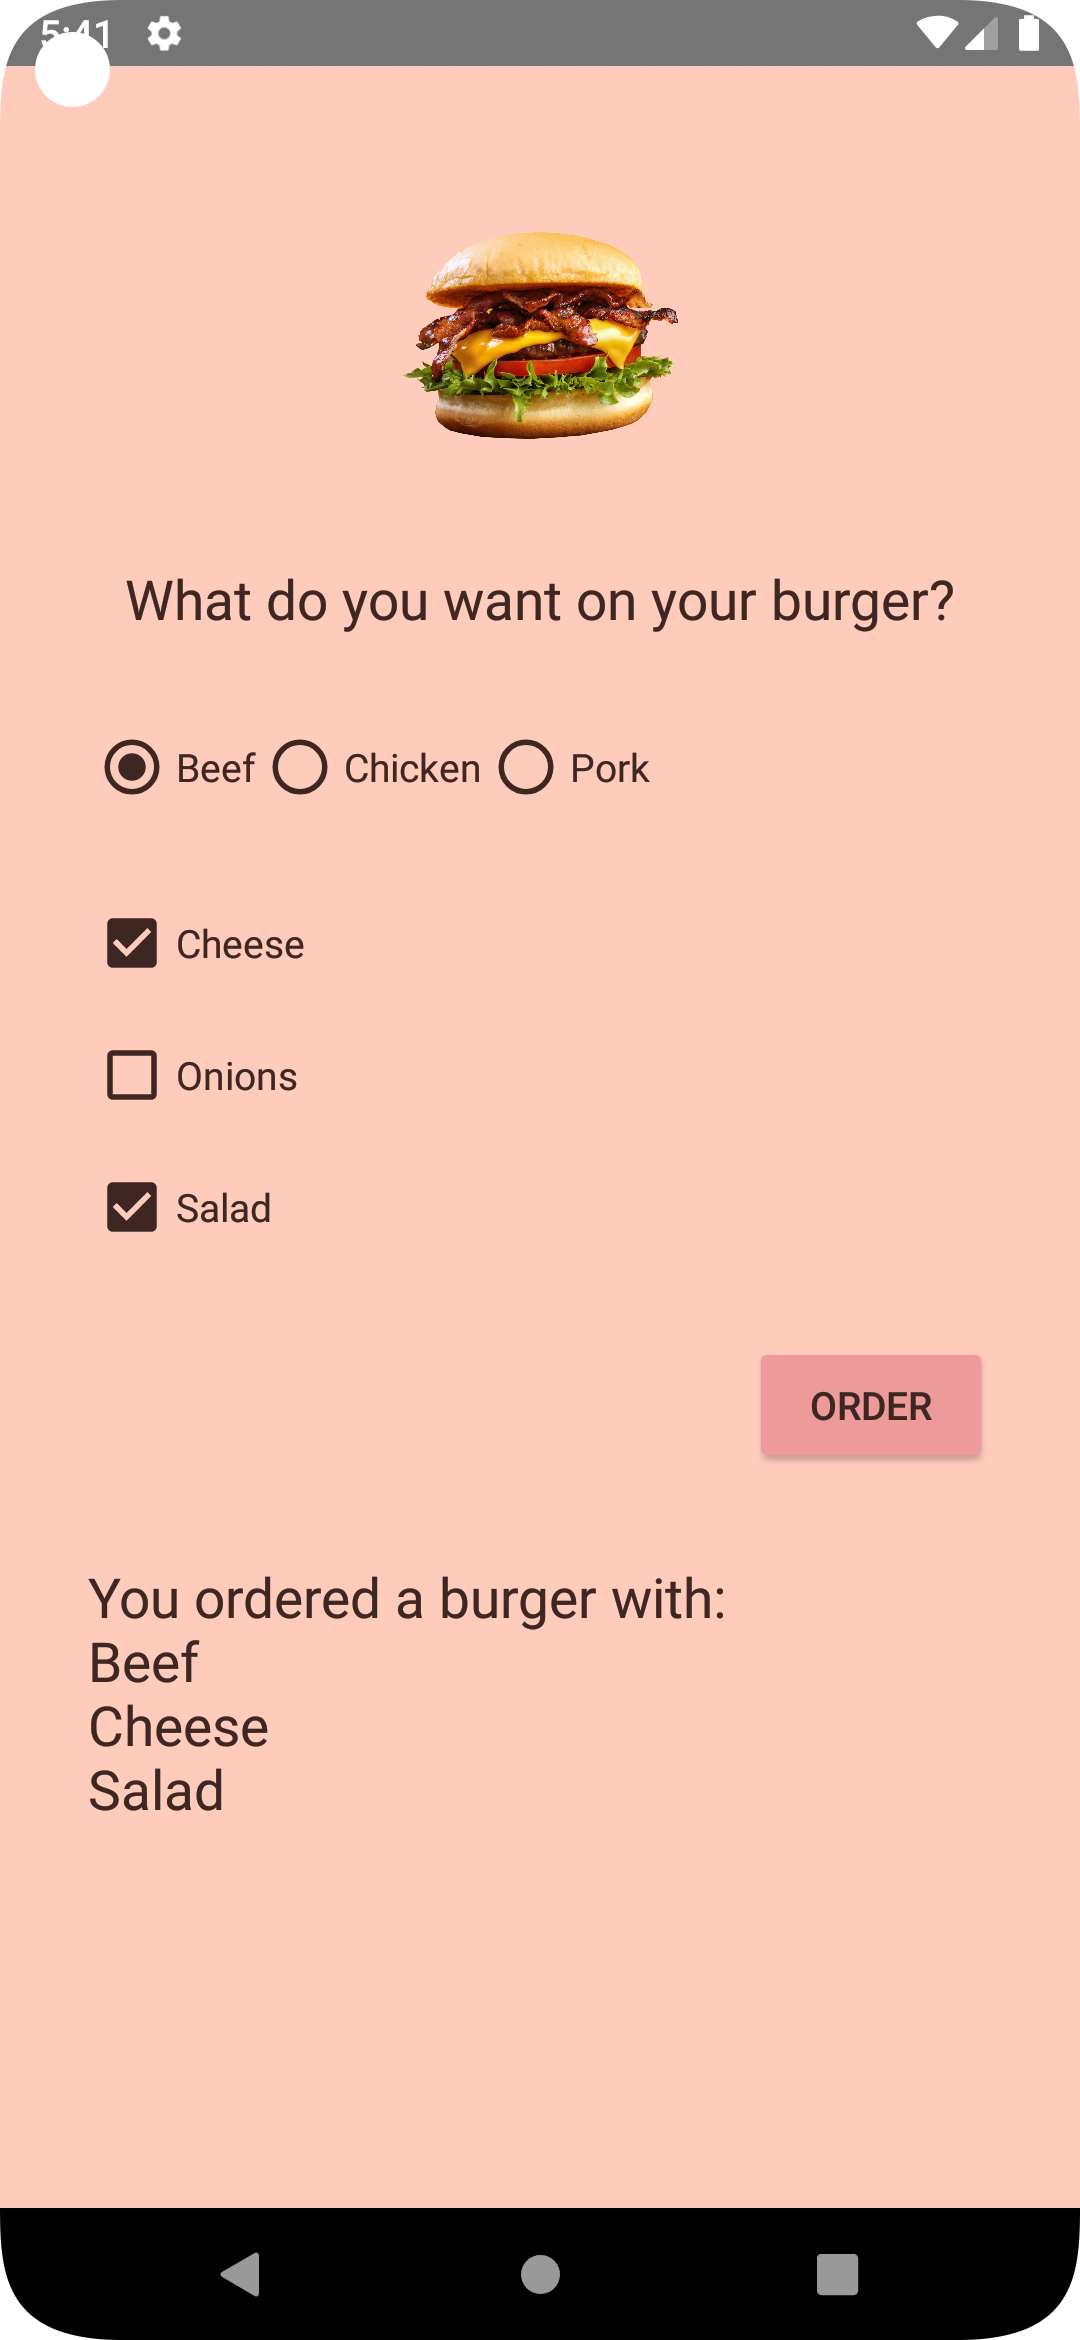 5:41
What do you want on your burger?
Beef Chicken Pork
Cheese
Onions
Salad
ORDER
You ordered a burger with:
Beef
Cheese
Salad